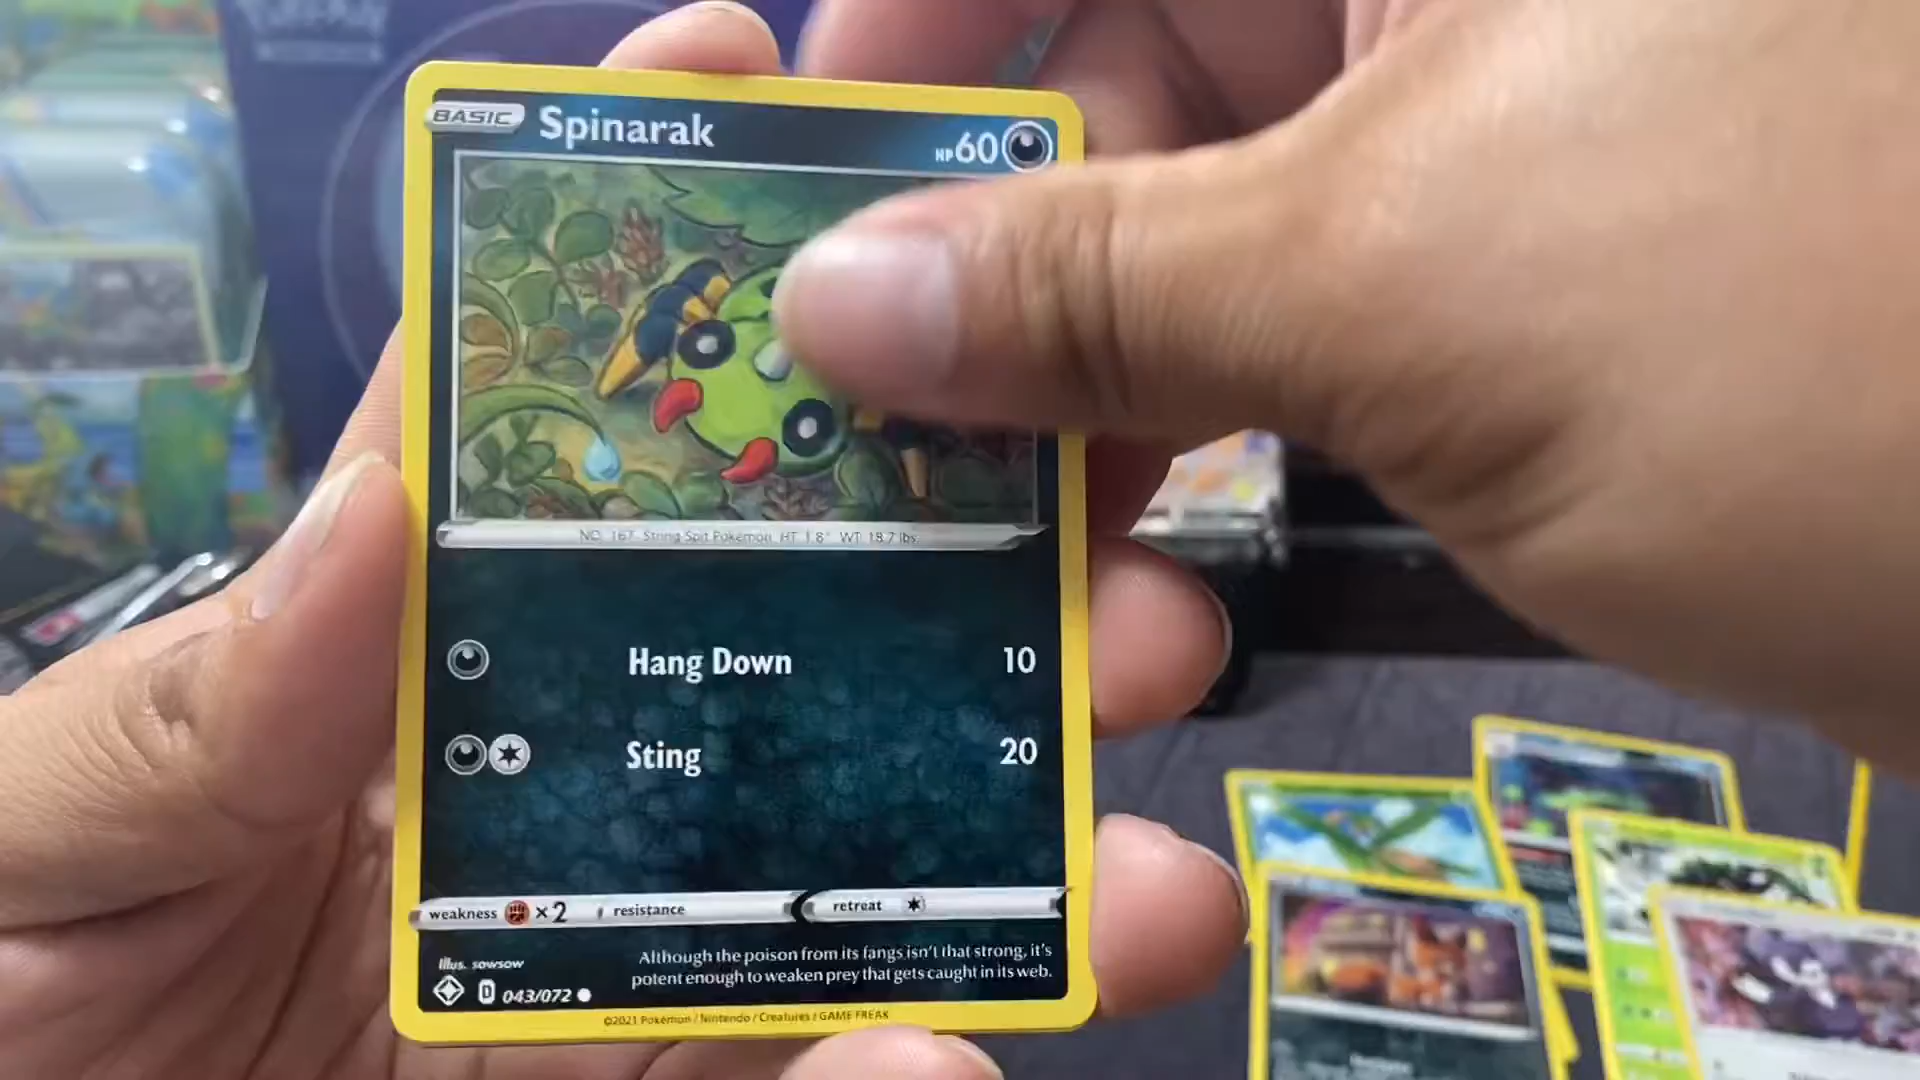 BASIC Spinarak HP60
NO. 167 String Spit Pokémon HT 1'8" WT 18.7 lbs.
Hang Down 10
Sting 20
weakness ×2 resistance retreat
Although the poison from its fangs isn't that strong, it's
potent enough to weaken prey that gets caught in its web.
Illus. sowsow
D 043/072
©2021 Pokémon / Nintendo / Creatures / GAME FREAK